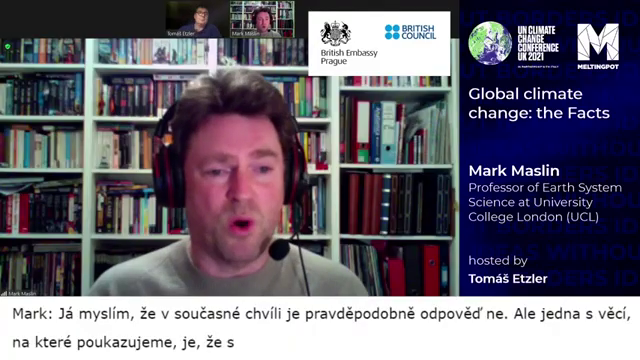 Tomáš Etzler
Mark Maslin
British Embassy
Prague
BRITISH
COUNCIL
UN CLIMATE
CHANGE
CONFERENCE
UK 2021
MELTINGPOT
Global climate
change: the Facts
Mark Maslin
Professor of Earth System
Science at University
College London (UCL)
hosted by
Tomáš Etzler
Mark Maslin
Mark: Já myslím, že v současné chvíli je pravděpodobně odpověď ne. Ale jedna s věcí,
na které poukazujeme, je, že s